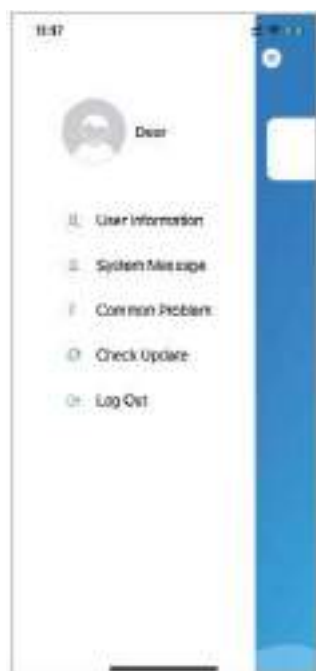 Dear
User Information
System Message
Common Problem
Check Update
Log Out